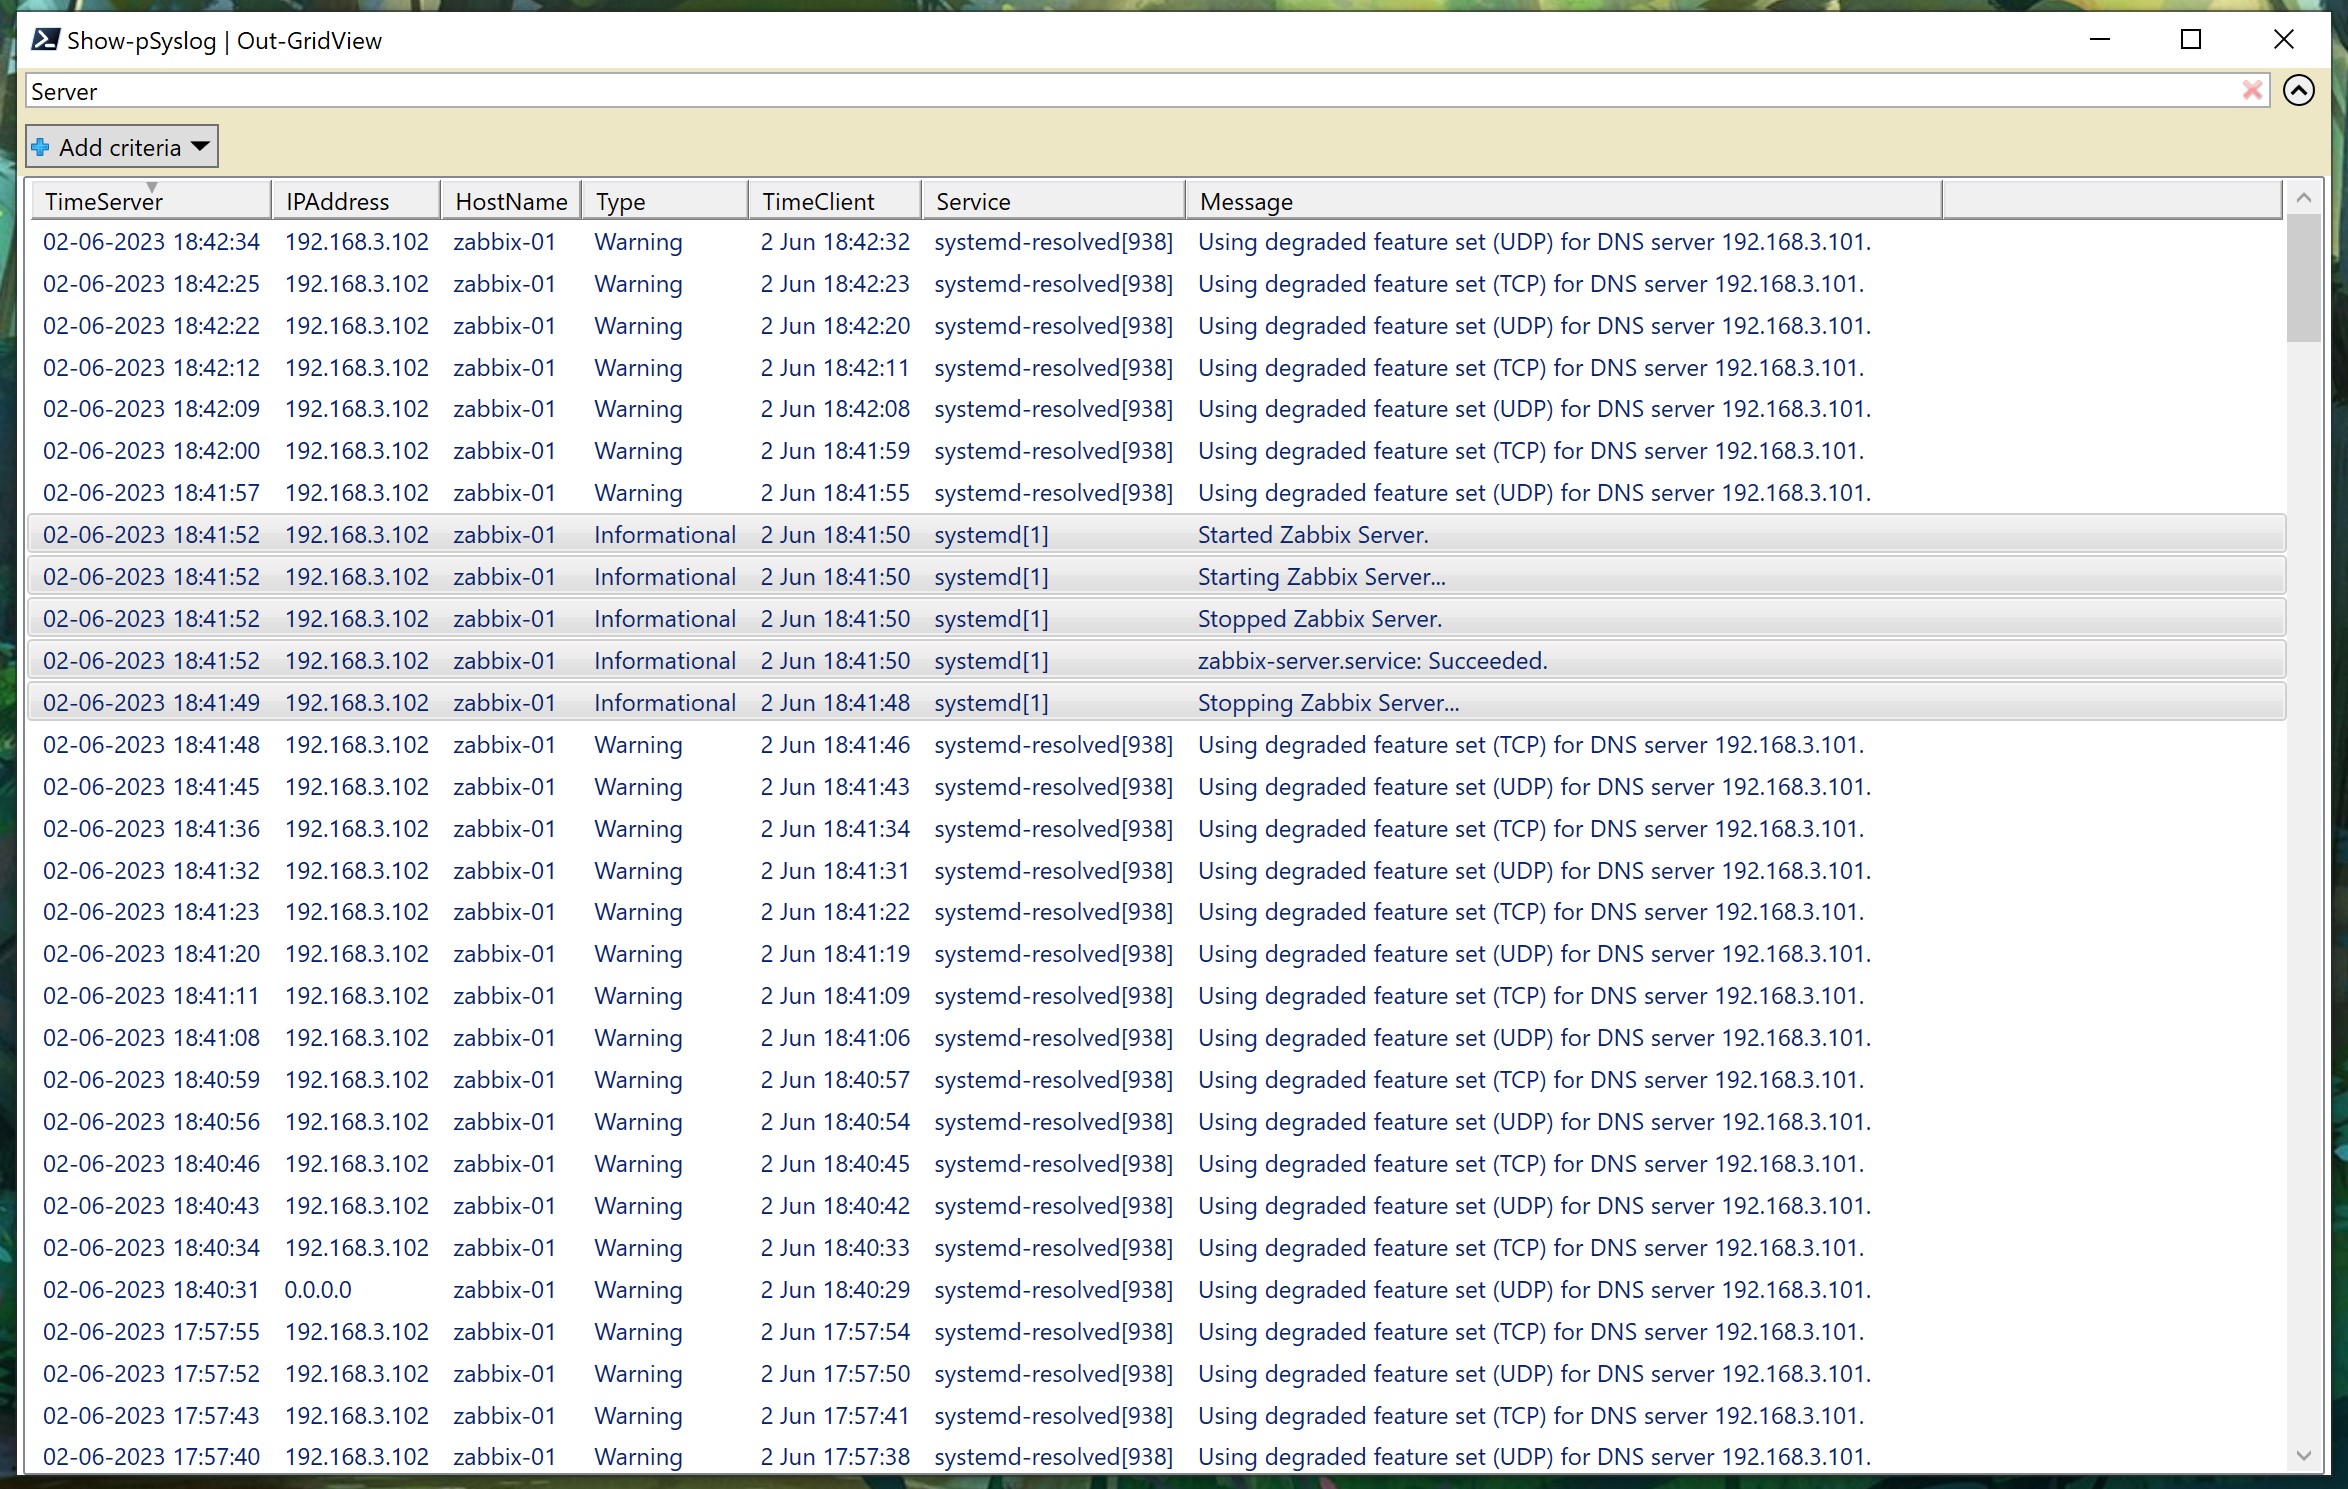 Show-pSyslog | Out-GridView
Server
Add criteria
TimeServer IPAddress HostName Type TimeClient Service Message
02-06-2023 18:42:34 192.168.3.102 zabbix-01 Warning 2 Jun 18:42:32 systemd-resolved[938] Using degraded feature set (UDP) for DNS server 192.168.3.101.
02-06-2023 18:42:25 192.168.3.102 zabbix-01 Warning 2 Jun 18:42:23 systemd-resolved[938] Using degraded feature set (TCP) for DNS server 192.168.3.101.
02-06-2023 18:42:22 192.168.3.102 zabbix-01 Warning 2 Jun 18:42:20 systemd-resolved[938] Using degraded feature set (UDP) for DNS server 192.168.3.101.
02-06-2023 18:42:12 192.168.3.102 zabbix-01 Warning 2 Jun 18:42:11 systemd-resolved[938] Using degraded feature set (TCP) for DNS server 192.168.3.101.
02-06-2023 18:42:09 192.168.3.102 zabbix-01 Warning 2 Jun 18:42:08 systemd-resolved[938] Using degraded feature set (UDP) for DNS server 192.168.3.101.
02-06-2023 18:42:00 192.168.3.102 zabbix-01 Warning 2 Jun 18:41:59 systemd-resolved[938] Using degraded feature set (TCP) for DNS server 192.168.3.101.
02-06-2023 18:41:57 192.168.3.102 zabbix-01 Warning 2 Jun 18:41:55 systemd-resolved[938] Using degraded feature set (UDP) for DNS server 192.168.3.101.
02-06-2023 18:41:52 192.168.3.102 zabbix-01 Informational 2 Jun 18:41:50 systemd[1] Started Zabbix Server.
02-06-2023 18:41:52 192.168.3.102 zabbix-01 Informational 2 Jun 18:41:50 systemd[1] Starting Zabbix Server...
02-06-2023 18:41:52 192.168.3.102 zabbix-01 Informational 2 Jun 18:41:50 systemd[1] Stopped Zabbix Server.
02-06-2023 18:41:52 192.168.3.102 zabbix-01 Informational 2 Jun 18:41:50 systemd[1] zabbix-server.service: Succeeded.
02-06-2023 18:41:49 192.168.3.102 zabbix-01 Informational 2 Jun 18:41:48 systemd[1] Stopping Zabbix Server...
02-06-2023 18:41:48 192.168.3.102 zabbix-01 Warning 2 Jun 18:41:46 systemd-resolved[938] Using degraded feature set (TCP) for DNS server 192.168.3.101.
02-06-2023 18:41:45 192.168.3.102 zabbix-01 Warning 2 Jun 18:41:43 systemd-resolved[938] Using degraded feature set (UDP) for DNS server 192.168.3.101.
02-06-2023 18:41:36 192.168.3.102 zabbix-01 Warning 2 Jun 18:41:34 systemd-resolved[938] Using degraded feature set (TCP) for DNS server 192.168.3.101.
02-06-2023 18:41:32 192.168.3.102 zabbix-01 Warning 2 Jun 18:41:31 systemd-resolved[938] Using degraded feature set (UDP) for DNS server 192.168.3.101.
02-06-2023 18:41:23 192.168.3.102 zabbix-01 Warning 2 Jun 18:41:22 systemd-resolved[938] Using degraded feature set (TCP) for DNS server 192.168.3.101.
02-06-2023 18:41:20 192.168.3.102 zabbix-01 Warning 2 Jun 18:41:19 systemd-resolved[938] Using degraded feature set (UDP) for DNS server 192.168.3.101.
02-06-2023 18:41:11 192.168.3.102 zabbix-01 Warning 2 Jun 18:41:09 systemd-resolved[938] Using degraded feature set (TCP) for DNS server 192.168.3.101.
02-06-2023 18:41:08 192.168.3.102 zabbix-01 Warning 2 Jun 18:41:06 systemd-resolved[938] Using degraded feature set (UDP) for DNS server 192.168.3.101.
02-06-2023 18:40:59 192.168.3.102 zabbix-01 Warning 2 Jun 18:40:57 systemd-resolved[938] Using degraded feature set (TCP) for DNS server 192.168.3.101.
02-06-2023 18:40:56 192.168.3.102 zabbix-01 Warning 2 Jun 18:40:54 systemd-resolved[938] Using degraded feature set (UDP) for DNS server 192.168.3.101.
02-06-2023 18:40:46 192.168.3.102 zabbix-01 Warning 2 Jun 18:40:45 systemd-resolved[938] Using degraded feature set (TCP) for DNS server 192.168.3.101.
02-06-2023 18:40:43 192.168.3.102 zabbix-01 Warning 2 Jun 18:40:42 systemd-resolved[938] Using degraded feature set (UDP) for DNS server 192.168.3.101.
02-06-2023 18:40:34 192.168.3.102 zabbix-01 Warning 2 Jun 18:40:33 systemd-resolved[938] Using degraded feature set (TCP) for DNS server 192.168.3.101.
02-06-2023 18:40:31 0.0.0.0 zabbix-01 Warning 2 Jun 18:40:29 systemd-resolved[938] Using degraded feature set (UDP) for DNS server 192.168.3.101.
02-06-2023 17:57:55 192.168.3.102 zabbix-01 Warning 2 Jun 17:57:54 systemd-resolved[938] Using degraded feature set (TCP) for DNS server 192.168.3.101.
02-06-2023 17:57:52 192.168.3.102 zabbix-01 Warning 2 Jun 17:57:50 systemd-resolved[938] Using degraded feature set (UDP) for DNS server 192.168.3.101.
02-06-2023 17:57:43 192.168.3.102 zabbix-01 Warning 2 Jun 17:57:41 systemd-resolved[938] Using degraded feature set (TCP) for DNS server 192.168.3.101.
02-06-2023 17:57:40 192.168.3.102 zabbix-01 Warning 2 Jun 17:57:38 systemd-resolved[938] Using degraded feature set (UDP) for DNS server 192.168.3.101.